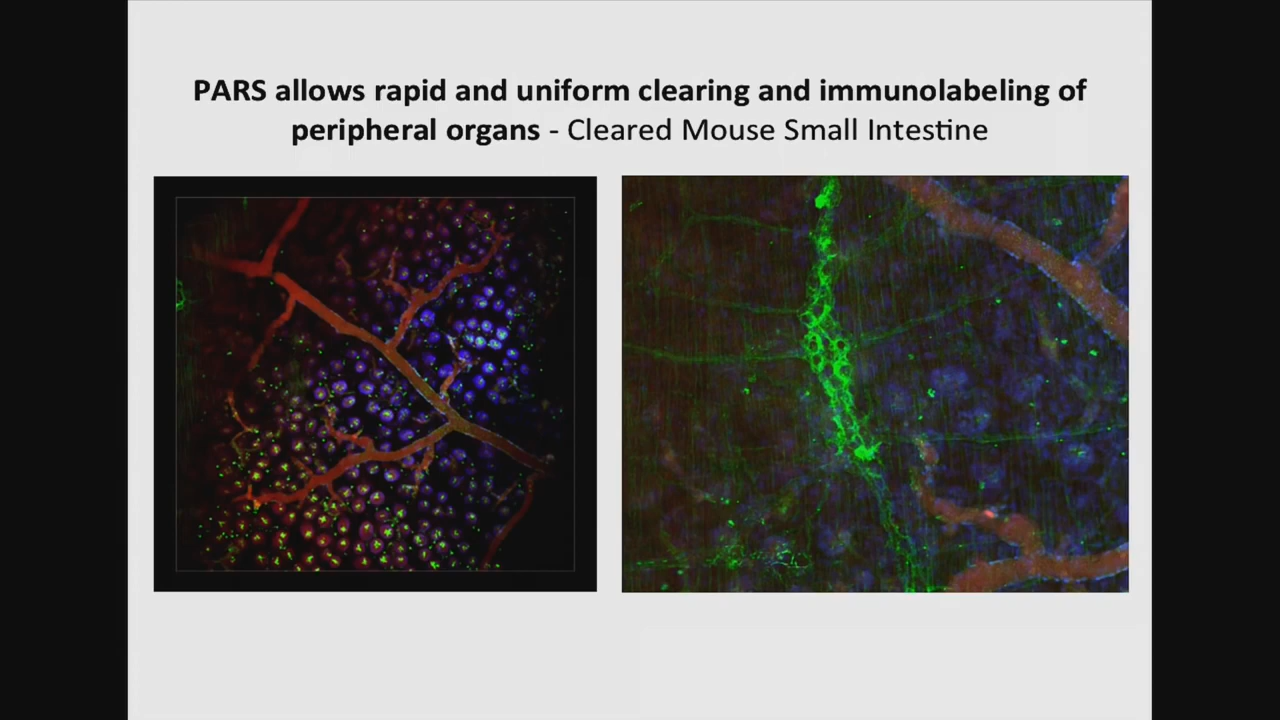 PARS allows rapid and uniform clearing and immunolabeling of
peripheral organs - Cleared Mouse Small Intestine